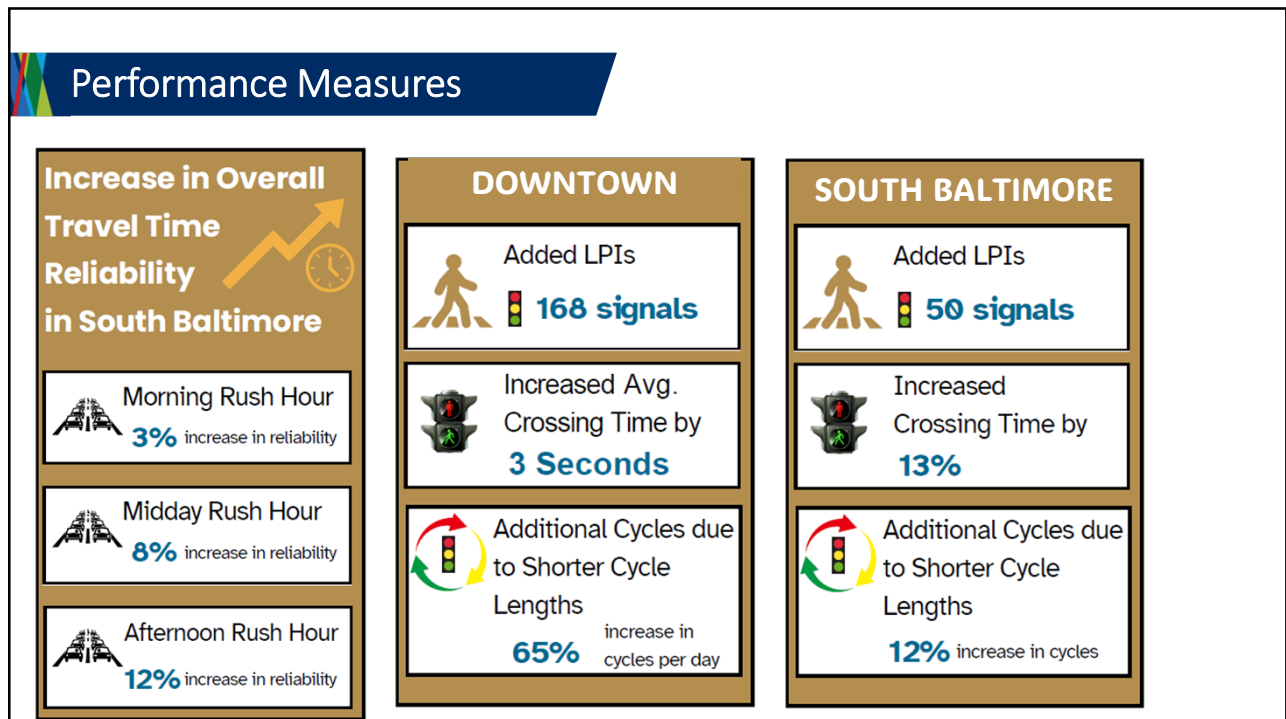 Performance Measures
Increase in Overall
Travel Time
Reliability
in South Baltimore
Morning Rush Hour
3% increase in reliability
Midday Rush Hour
8% increase in reliability
Afternoon Rush Hour
12% increase in reliability
DOWNTOWN
Added LPIs
168 signals
Increased Avg.
Crossing Time by
3 Seconds
Additional Cycles due
to Shorter Cycle
Lengths
65% increase in
cycles per day
SOUTH BALTIMORE
Added LPIs
50 signals
Increased
Crossing Time by
13%
Additional Cycles due
to Shorter Cycle
Lengths
12% increase in cycles